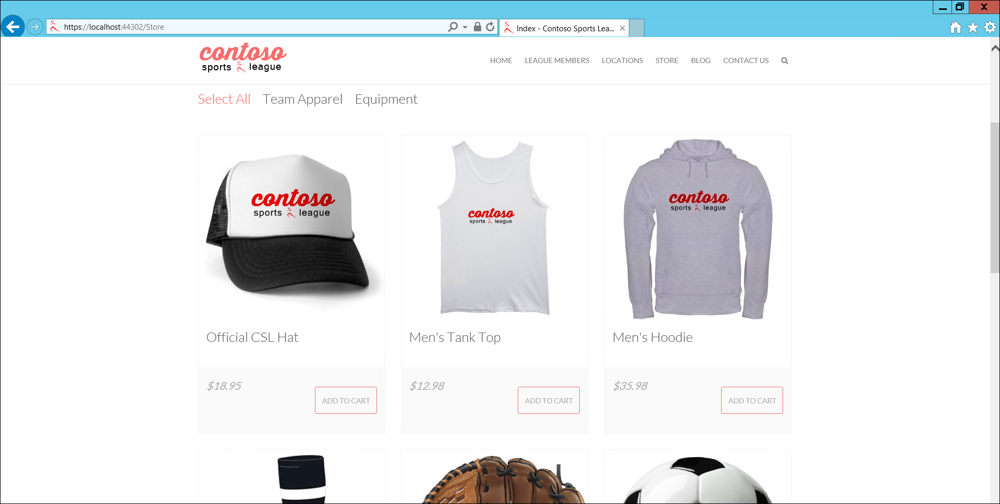 https://localhost:44302/Store
Index - Contoso Sports Lea...
contoso
sports league
HOME LEAGUE MEMBERS LOCATIONS STORE BLOG CONTACT US
Select All Team Apparel Equipment
contoso
sports league
contoso
sports league
contoso
sports league
Official CSL Hat
Men's Tank Top
Men's Hoodie
$18.95
ADD TO CART
$12.98
ADD TO CART
$35.98
ADD TO CART